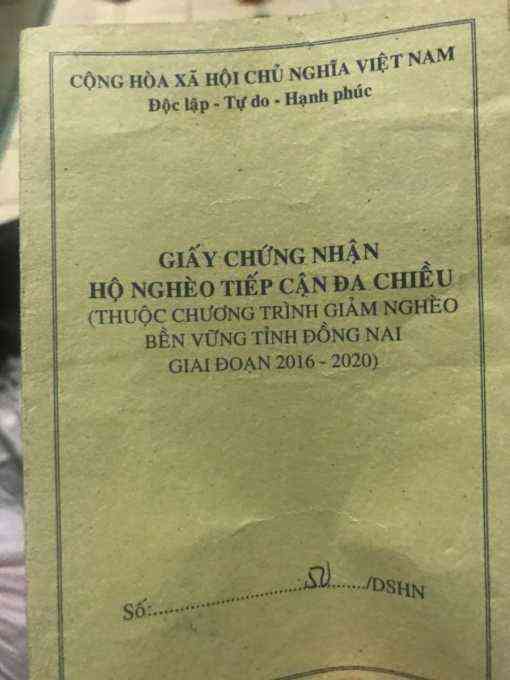 CỘNG HÒA XÃ HỘI CHỦ NGHĨA VIỆT NAM
Độc lập - Tự do - Hạnh phúc
GIẤY CHỨNG NHẬN
HỘ NGHÈO TIẾP CẬN ĐA CHIỀU
(THUỘC CHƯƠNG TRÌNH GIẢM NGHÈO
BỀN VỮNG TỈNH ĐỒNG NAI
GIAI ĐOẠN 2016 - 2020)
Số:............................/DSHN